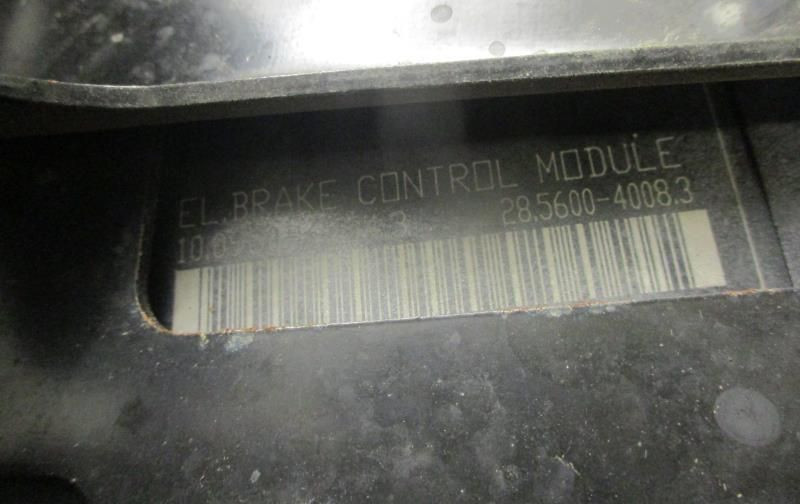 EL.BRAKE CONTROL MODULE
28.5600-4008.3